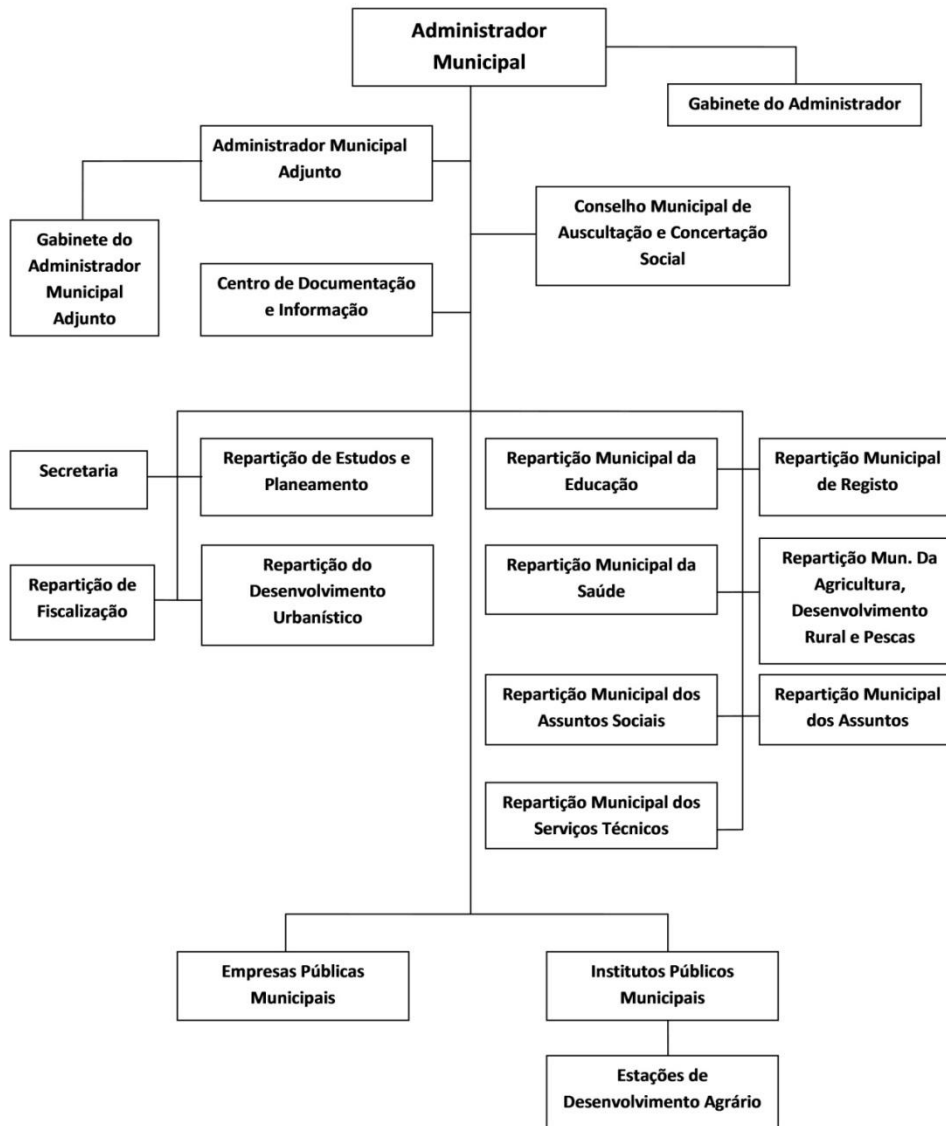 Administrador
Municipal
Gabinete do Administrador
Administrador Municipal
Adjunto
Gabinete do
Administrador
Municipal
Adjunto
Conselho Municipal de
Auscultação e Concertação
Social
Centro de Documentação
e Informação
Secretaria
Repartição de Estudos e
Planeamento
Repartição Municipal da
Educação
Repartição Municipal
de Registo
Repartição de
Fiscalização
Repartição do
Desenvolvimento
Urbanístico
Repartição Municipal da
Saúde
Repartição Mun. Da
Agricultura,
Desenvolvimento
Rural e Pescas
Repartição Municipal dos
Assuntos Sociais
Repartição Municipal
dos Assuntos
Repartição Municipal dos
Serviços Técnicos
Empresas Públicas
Municipais
Institutos Públicos
Municipais
Estações de
Desenvolvimento Agrário